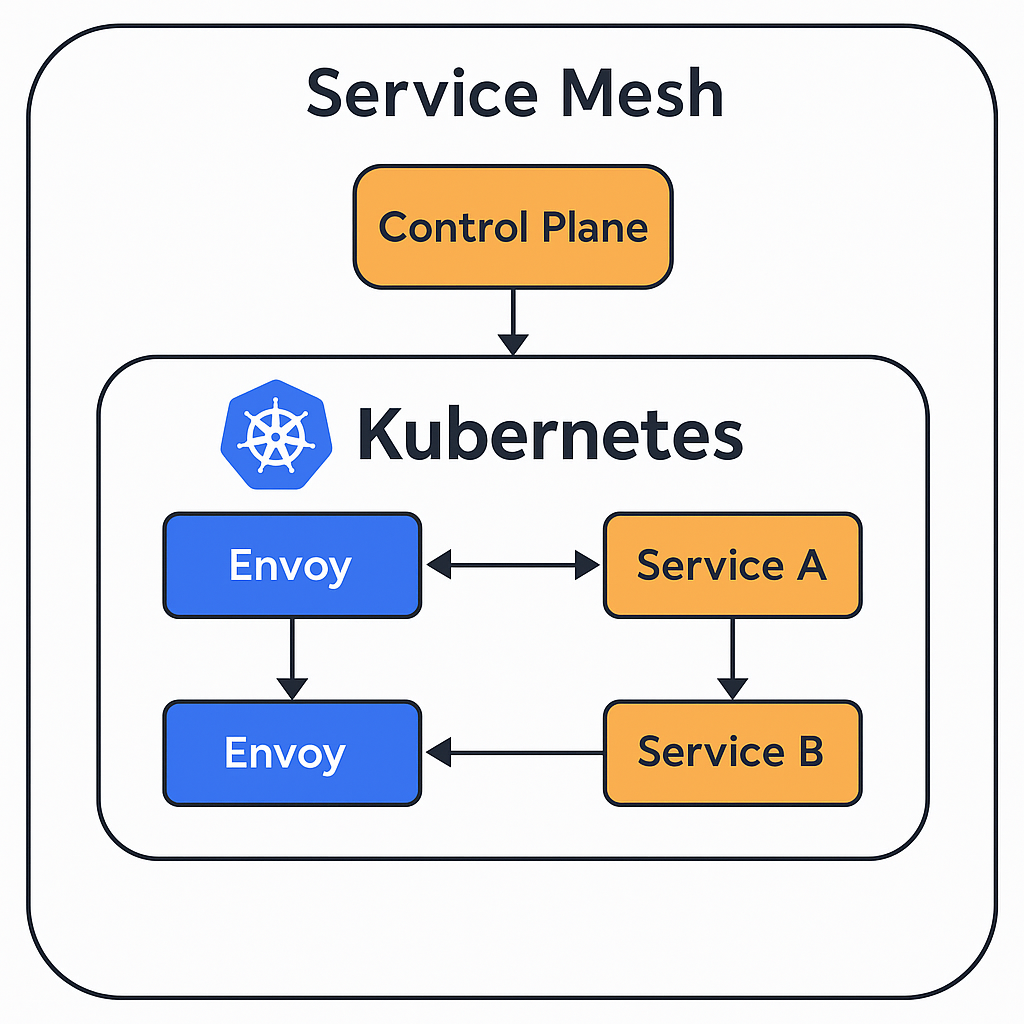 Service Mesh
Control Plane
Kubernetes
Envoy
Service A
Envoy
Service B